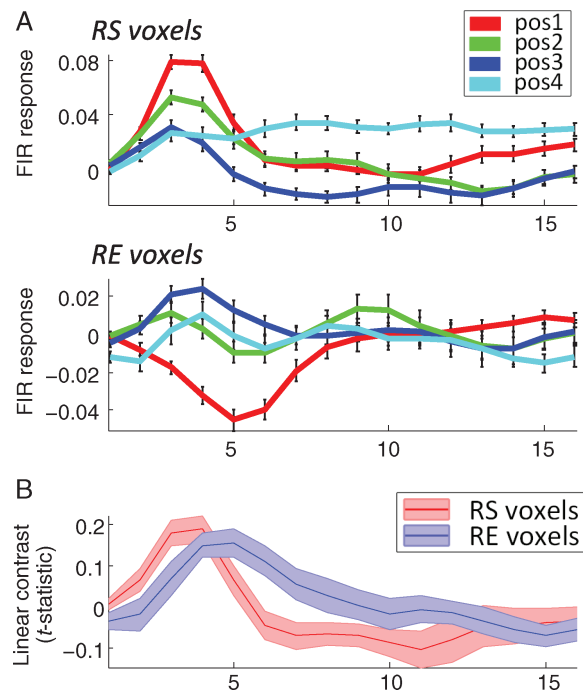 A
RS voxels
pos1
pos2
pos3
pos4
FIR response
0.08
0.04
0
5
10
15
RE voxels
FIR response
0.02
0
−0.02
−0.04
5
10
15
B
RS voxels
RE voxels
Linear contrast
(t-statistic)
0.2
0.1
0
−0.1
5
10
15